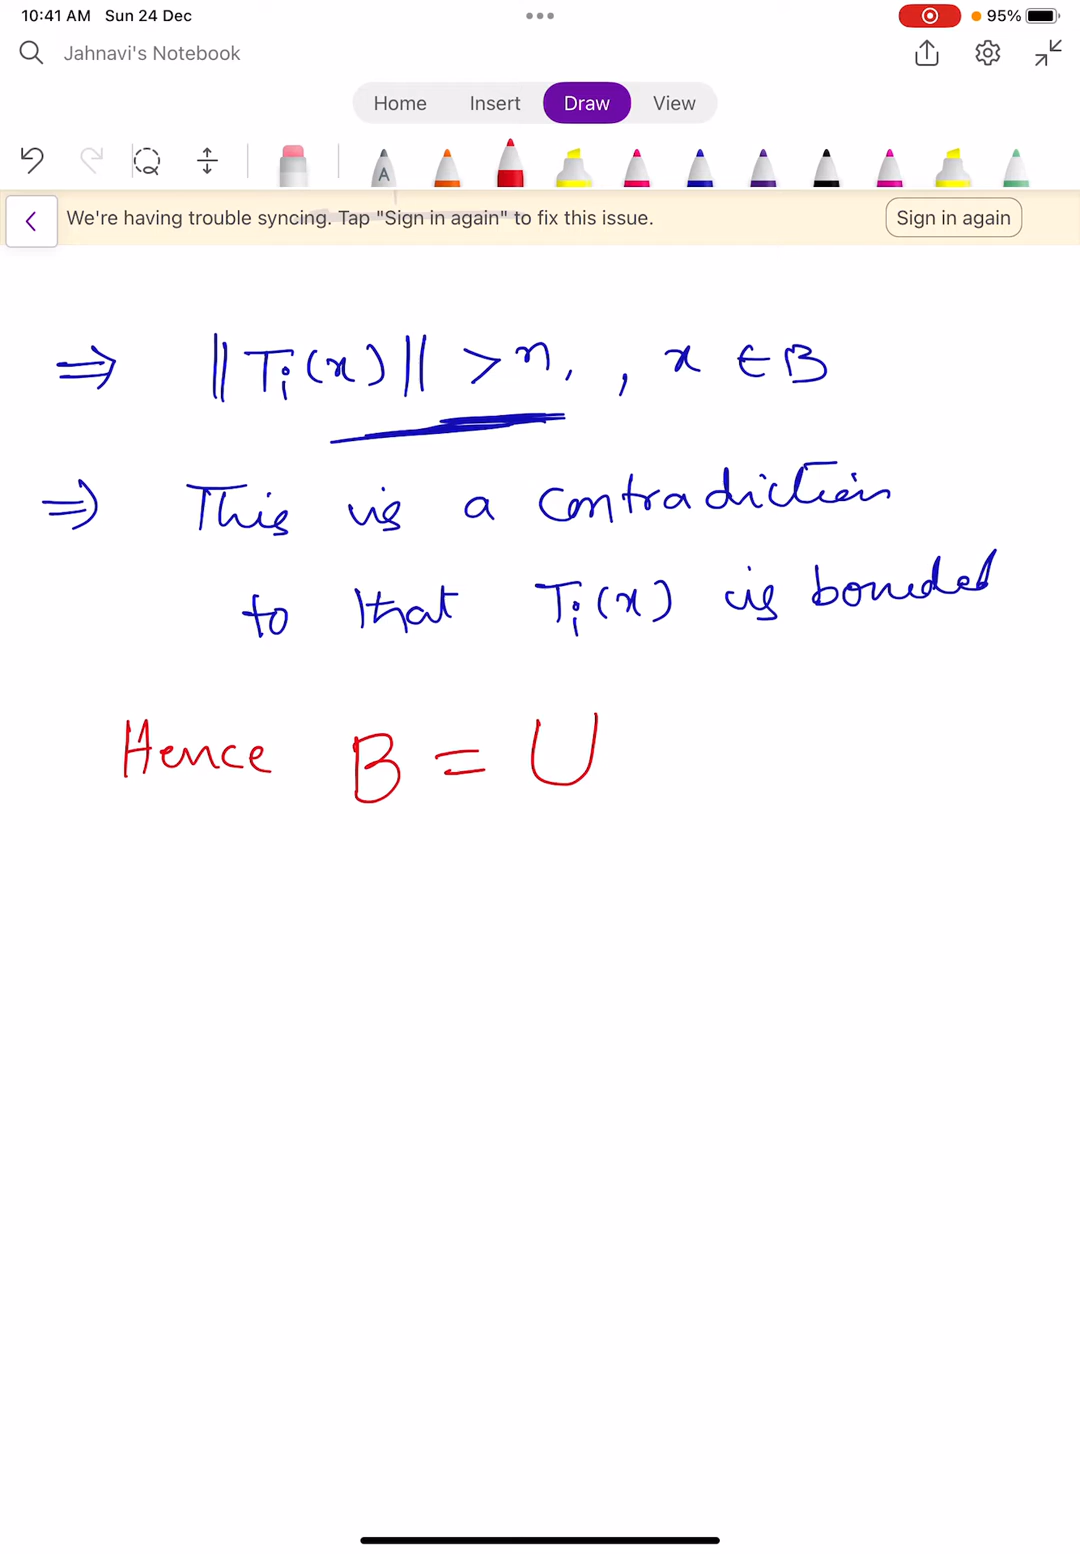 10:41 AM Sun 24 Dec 95%
Jahnavi's Notebook
Home Insert Draw View
A
We're having trouble syncing. Tap "Sign in again" to fix this issue. Sign in again
⇒ ||Ti(x)|| > n, , x ∈ B
⇒ This is a contradiction
to that Ti(x) is bounded
Hence B = U